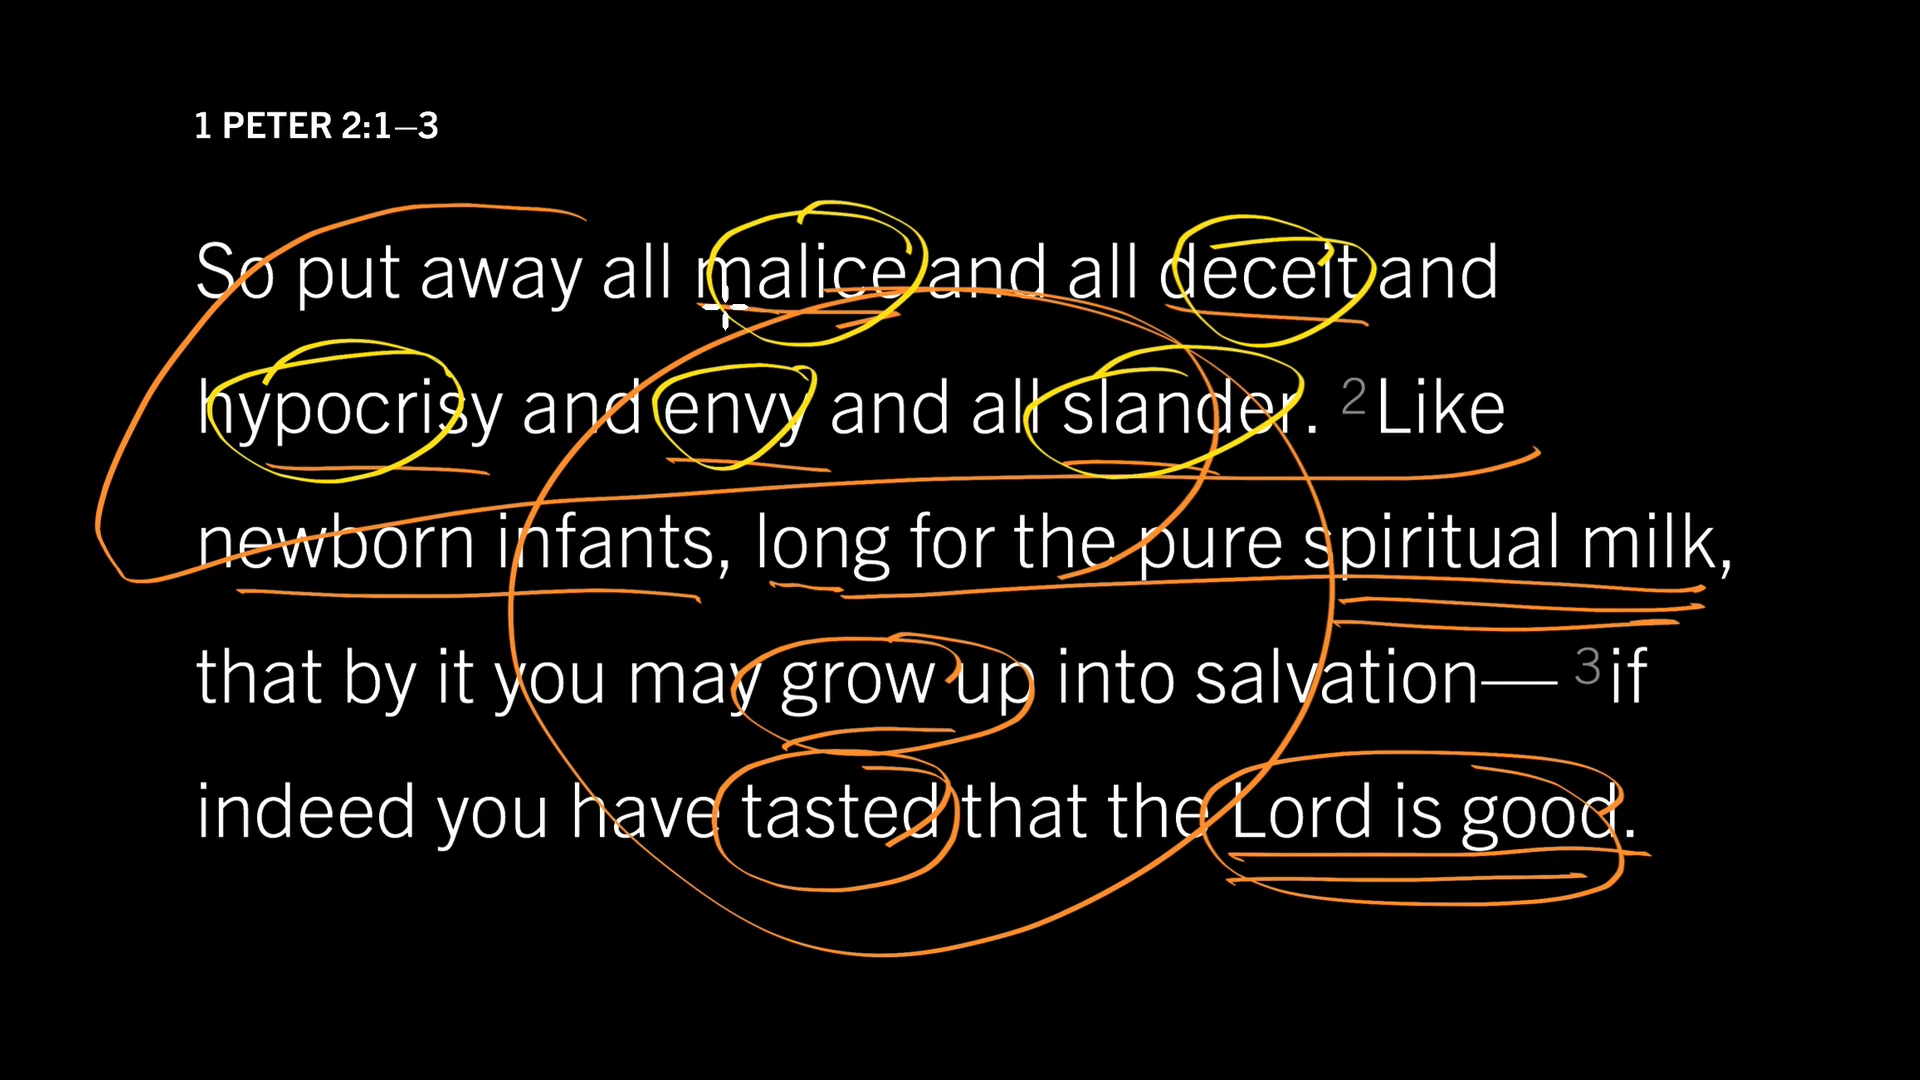 1 PETER 2:1–3
So put away all malice and all deceit and
hypocrisy and envy and all slander. 2 Like
newborn infants, long for the pure spiritual milk,
that by it you may grow up into salvation— 3 if
indeed you have tasted that the Lord is good.